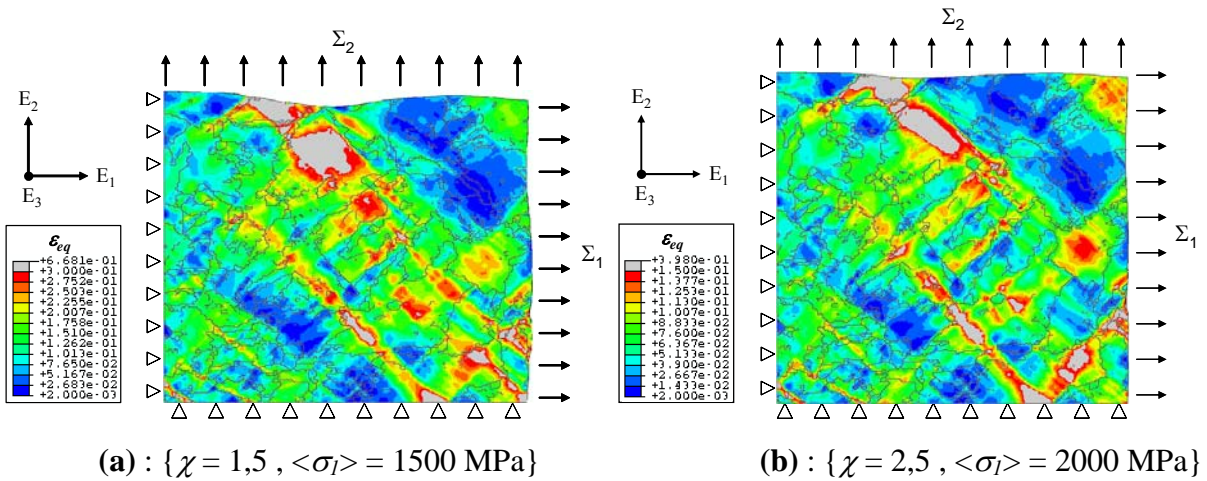 Σ2
E2
E1
E3
Σ1
εeq
+6.681e-01
+3.000e-01
+2.752e-01
+2.503e-01
+2.255e-01
+2.007e-01
+1.758e-01
+1.510e-01
+1.262e-01
+1.013e-01
+7.650e-02
+5.167e-02
+2.683e-02
+2.000e-03
(a) : {χ = 1,5 , <σI> = 1500 MPa}
Σ2
E2
E1
E3
Σ1
εeq
+3.980e-01
+1.500e-01
+1.377e-01
+1.253e-01
+1.130e-01
+1.007e-01
+8.833e-02
+7.600e-02
+6.367e-02
+5.133e-02
+3.900e-02
+2.667e-02
+1.433e-02
+2.000e-03
(b) : {χ = 2,5 , <σI> = 2000 MPa}